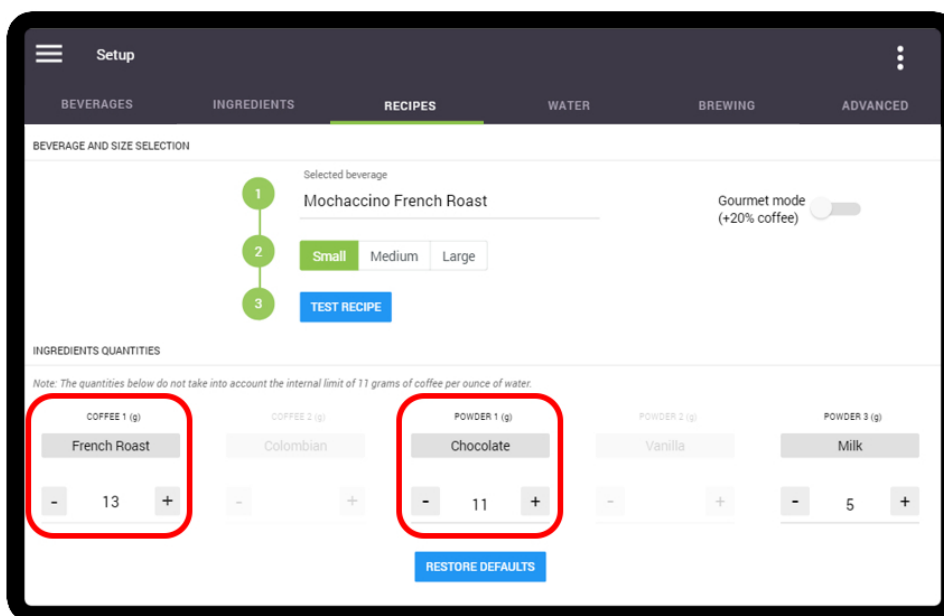 Setup
BEVERAGES INGREDIENTS RECIPES WATER BREWING ADVANCED
BEVERAGE AND SIZE SELECTION
Selected beverage
1 Mochaccino French Roast
Gourmet mode
(+20% coffee)
2 Small Medium Large
3 TEST RECIPE
INGREDIENTS QUANTITIES
Note: The quantities below do not take into account the internal limit of 11 grams of coffee per ounce of water.
COFFEE 1 (g) COFFEE 2 (g) POWDER 1 (g) POWDER 2 (g) POWDER 3 (g)
French Roast Colombian Chocolate Vanilla Milk
- 13 + - + - 11 + - + - 5 +
RESTORE DEFAULTS